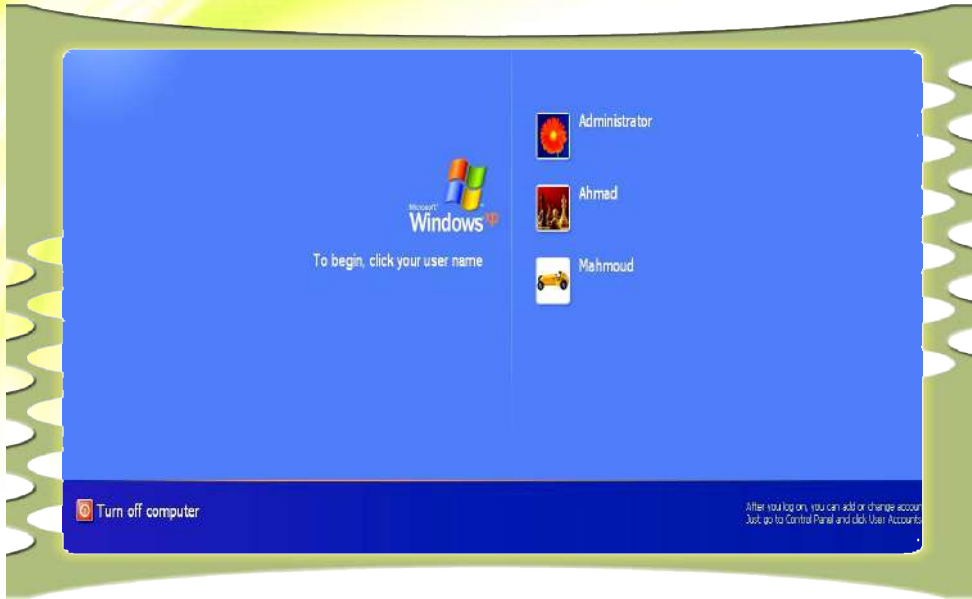 Administrator
Ahmad
Microsoft
Windows xp
To begin, click your user name
Mahmoud
Turn off computer
After you log on, you can add or change accoun
Just go to Control Panel and click User Accounts